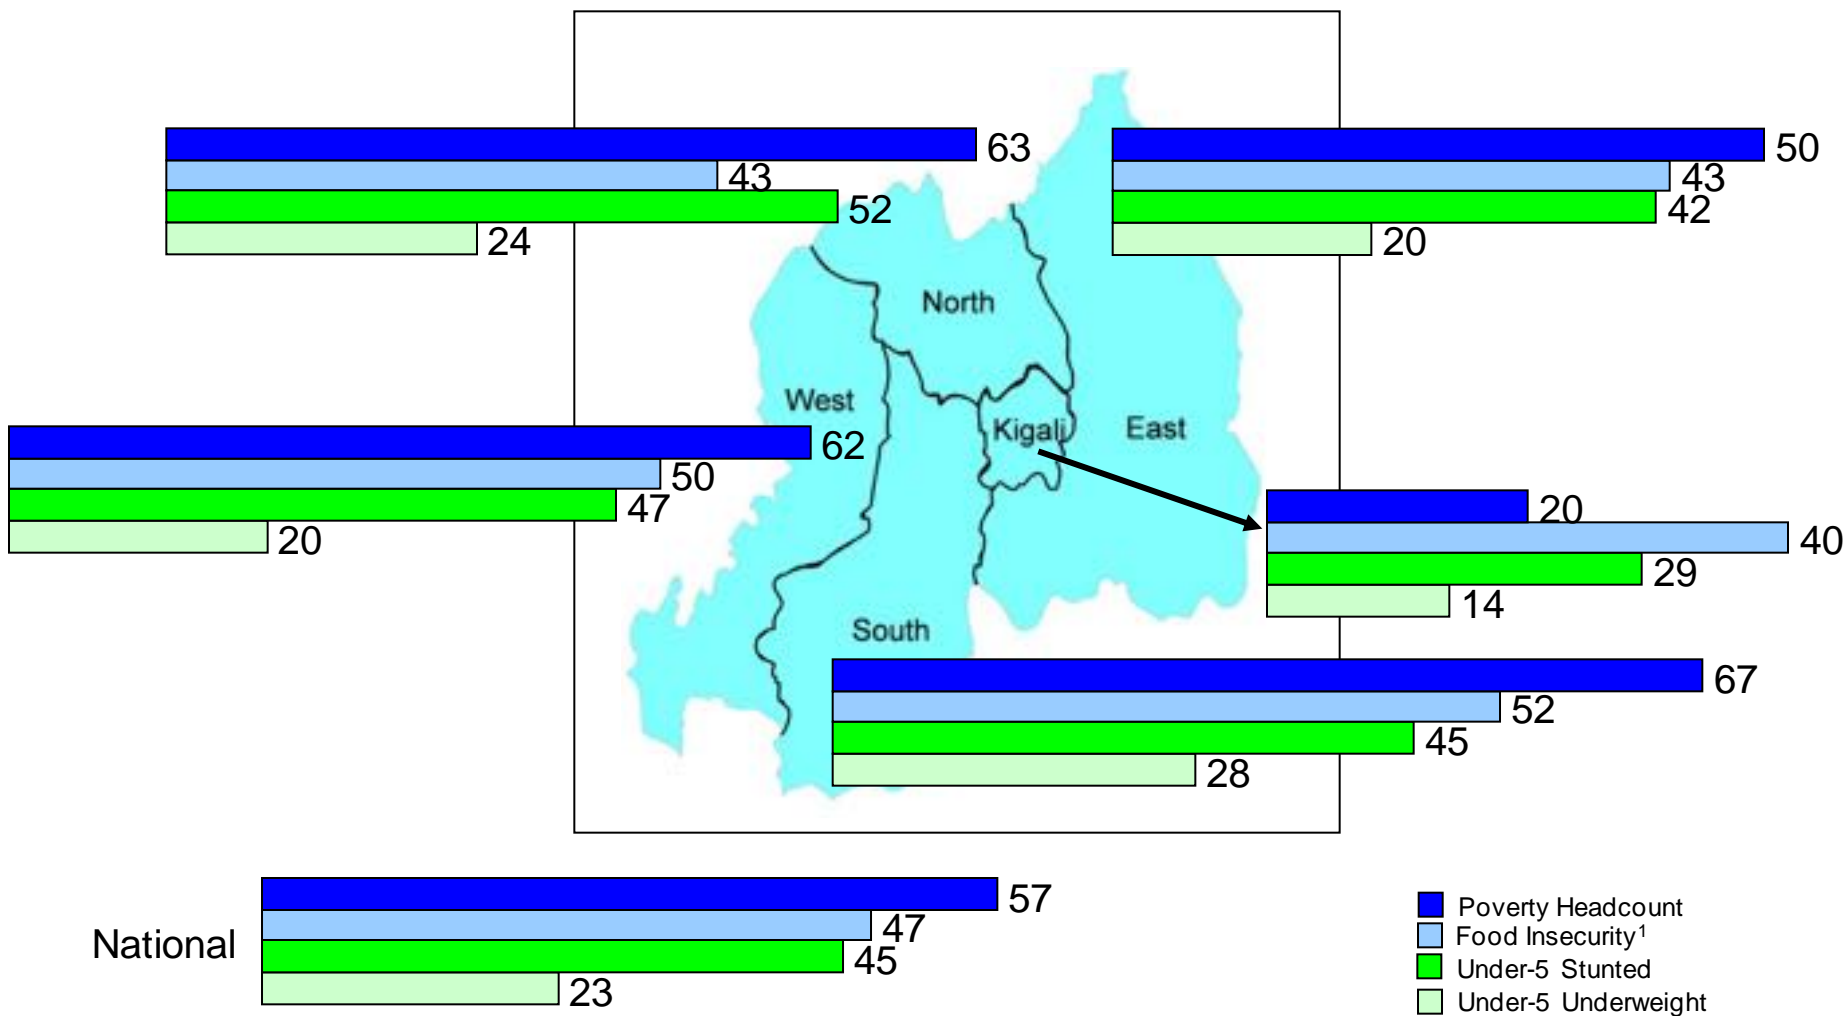 63
43
52
24
50
43
42
20
North
West
Kigali
East
62
50
47
20
20
40
29
14
South
67
52
45
28
National
57
47
45
23
Poverty Headcount
Food Insecurity¹
Under-5 Stunted
Under-5 Underweight